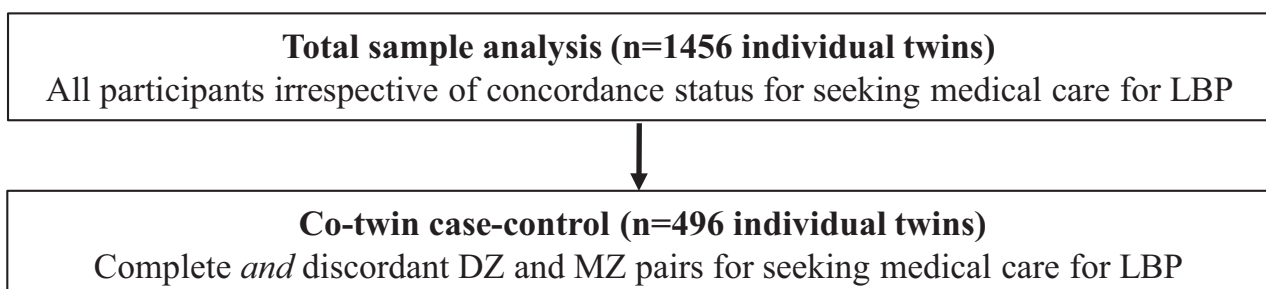 Total sample analysis (n=1456 individual twins)
All participants irrespective of concordance status for seeking medical care for LBP
Co-twin case-control (n=496 individual twins)
Complete and discordant DZ and MZ pairs for seeking medical care for LBP